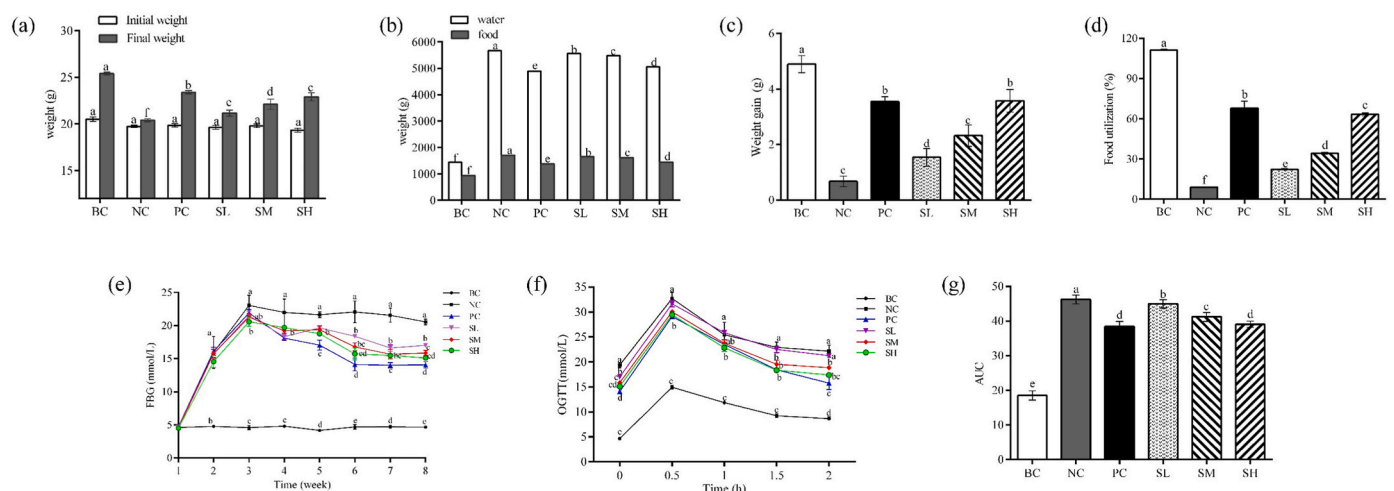 (a)
Initial weight
Final weight
weight (g)
30
25
20
15
a a
a f
a b
a c
a d
a c
BC NC PC SL SM SH
(b)
water
food
weight (g)
6000
5000
4000
3000
2000
1000
0
f f
a a
e e
b b
c c
d d
BC NC PC SL SM SH
(c)
Weight gain (g)
6
4
2
0
a c b d c b
BC NC PC SL SM SH
(d)
Food utilization (%)
120
90
60
30
0
a f b e d c
BC NC PC SL SM SH
(e)
FBG (mmol/L)
25
20
15
10
5
0
1 2 3 4 5 6 7 8
Time (week)
BC
NC
PC
SL
SM
SH
(f)
OGTT(mmol/L)
35
30
25
20
15
10
5
0
0 0.5 1 1.5 2
Time (h)
BC
NC
PC
SL
SM
SH
(g)
AUC
60
50
40
30
20
10
0
e a d b c d
BC NC PC SL SM SH